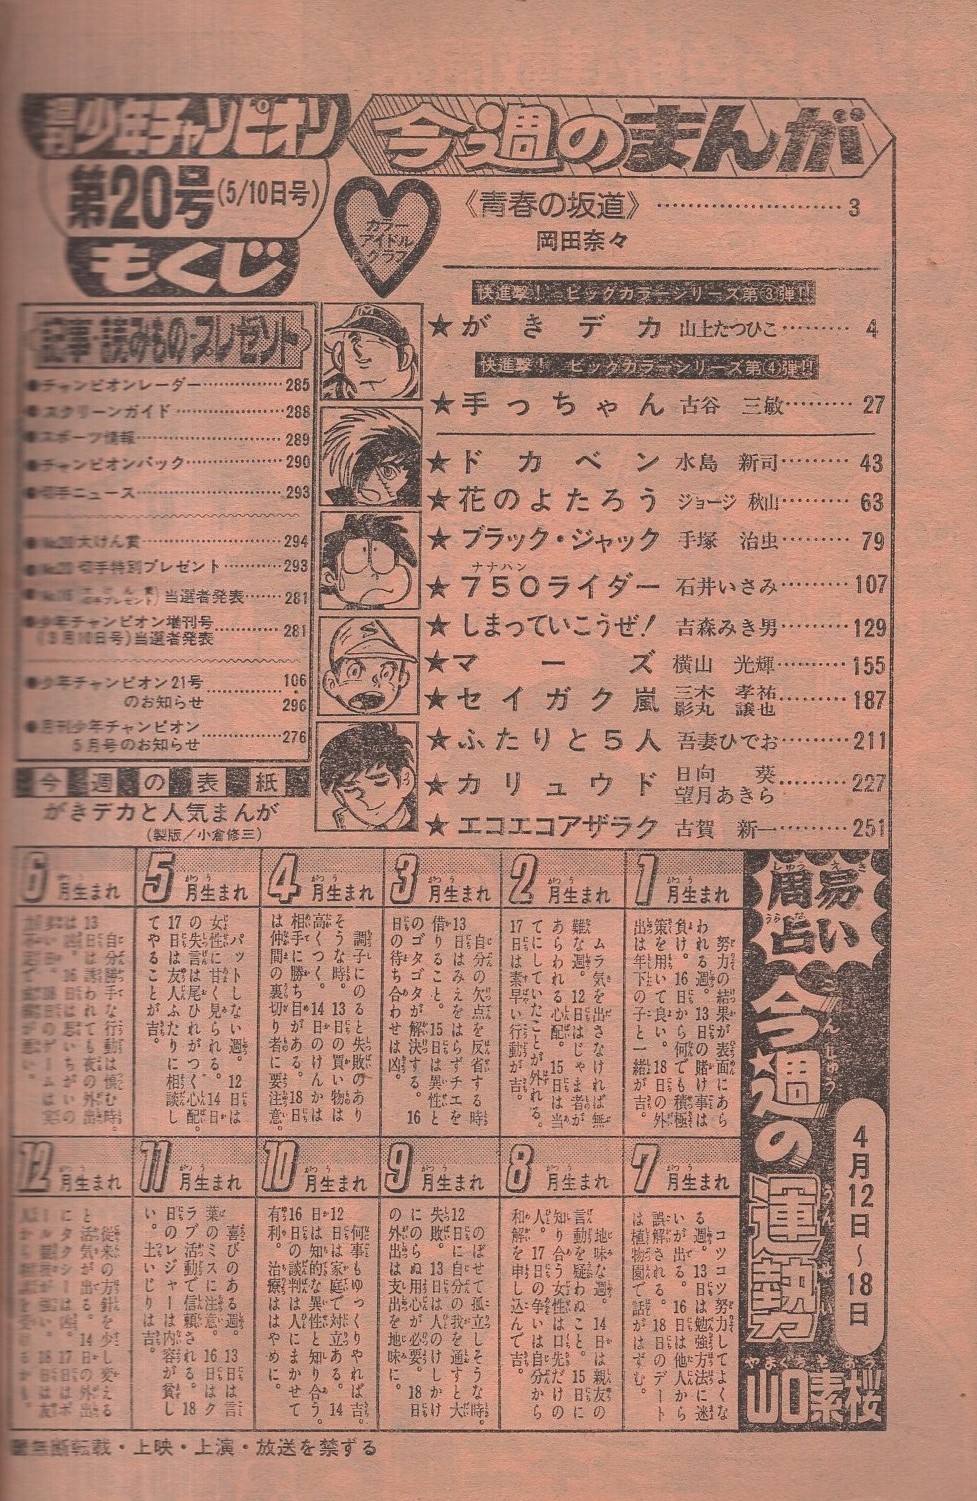 週刊少年チャンピオン
第20号(5/10日号)
もくじ
今週のまんが
カラー
アイドル
グラフ
《青春の坂道》……3
岡田奈々
快進撃! ビッグカラーシリーズ第③弾!!
★がきデカ 山上たつひこ……4
快進撃! ビッグカラーシリーズ第④弾!!
★手っちゃん 古谷三敏……27
★ドカベン 水島新司……43
★花のよたろう ジョージ秋山……63
★ブラック・ジャック 手塚治虫……79
ナナハン
★750ライダー 石井いさみ……107
★しまっていこうぜ! 吉森みき男……129
★マーズ 横山光輝……155
★セイガク嵐 三木孝祐
影丸譲也……187
★ふたりと5人 吾妻ひでお……211
★カリュウド 日向葵
望月あきら……227
★エコエコアザラク 古賀新一……251
記事・読みもの・プレゼント
●チャンピオンレーダー……285
●スクリーンガイド……288
●スポーツ情報……289
●チャンピオンパック……290
●切手ニュース……293
●No.20大けん賞……294
●No.20切手特別プレゼント……293
当選者発表……281
●少年チャンピオン増刊号
(3月10日号)当選者発表……281
●少年チャンピオン21号
のお知らせ……106
296
●月刊少年チャンピオン
5月号のお知らせ……276
今週の表紙
がきデカと人気まんが
(製版/小倉修三)
周易占い
今週の運勢
4月12日~18日
山口素桜
1月生まれ
努力の結果が表面にあら
われる週。13日の賭け事は
負け。16日から何でも積極
策を用いて良い。18日の外
出は年下の子と一緒が吉。
2月生まれ
ムラ気を出さなければ無
難な週。12日はじゃま者が
あらわれる心配。15日は当
てにしていたことが外れる。
17日は素早い行動が吉。
3月生まれ
自分の欠点を反省する時
13日はみえをはらずチエを
借りること。15日は異性と
のゴタゴタが解決する。16
日の待ち合わせは凶。
4月生まれ
調子にのると失敗のあり
そうな時。13日の買い物は
高くつく。14日のけんかは
相手に勝ち目がある。18日
は仲間の裏切り者に要注意。
5月生まれ
パットしない週。12日は
女性に甘く見られる。14日
の失言は尾ひれがつく心配。
17日は友人ふたりに相談し
てやることが吉。
6月生まれ
自分勝手な行動は慎む時。
13日は誘われても夜の外出
7月生まれ
コツコツ努力してよくな
る週。13日は勉強方法に迷
いが出る。16日は他人から
誤解される。18日のデート
は植物園で話がはずむ。
8月生まれ
地味な週。14日は親友の
言動を疑わぬこと。15日に
知り合う女性は口先だけの
人。17日の争いは自分から
和解を申し込んで吉。
9月生まれ
のぼせて孤立しそうな時。
12日に自分の我を通すと大
失敗。13日は人のけしかけ
にのらぬ用心が必要。18日
の外出は支出を地味に。
10月生まれ
何事もゆっくりやれば吉。
12日は家庭で対立ある。14
日は知的な異性と知り合う。
16日の談判は人にまかせて
有利。治療ははやめに。
11月生まれ
喜びのある週。13日は言
葉のミスに注意。16日はク
ラブ活動で信頼される。18
日のレジャーは内容が貧し
い。土いじりは吉。
12月生まれ
従来の方針を少し変える
と活気が出る。14日の外出
無断転載・上映・上演・放送を禁ずる